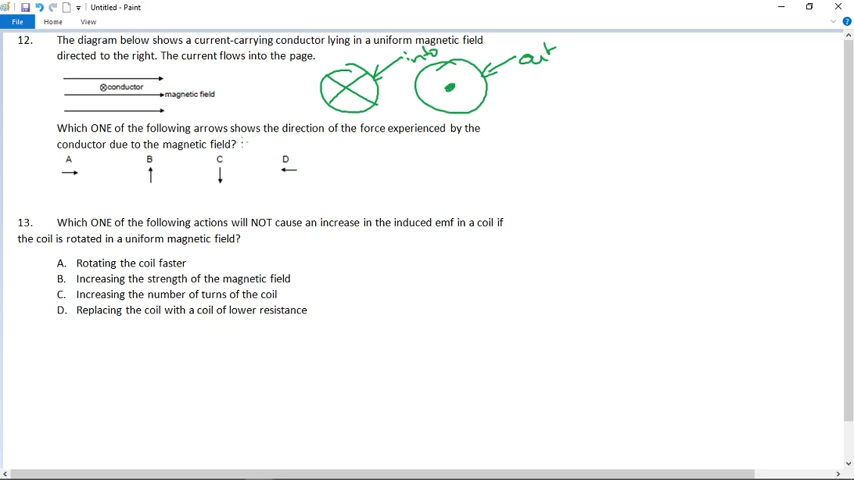 Untitled - Paint
File Home View
12. The diagram below shows a current-carrying conductor lying in a uniform magnetic field
directed to the right. The current flows into the page.
into
out
conductor
magnetic field
Which ONE of the following arrows shows the direction of the force experienced by the
conductor due to the magnetic field?
A B C D
13. Which ONE of the following actions will NOT cause an increase in the induced emf in a coil if
the coil is rotated in a uniform magnetic field?
A. Rotating the coil faster
B. Increasing the strength of the magnetic field
C. Increasing the number of turns of the coil
D. Replacing the coil with a coil of lower resistance